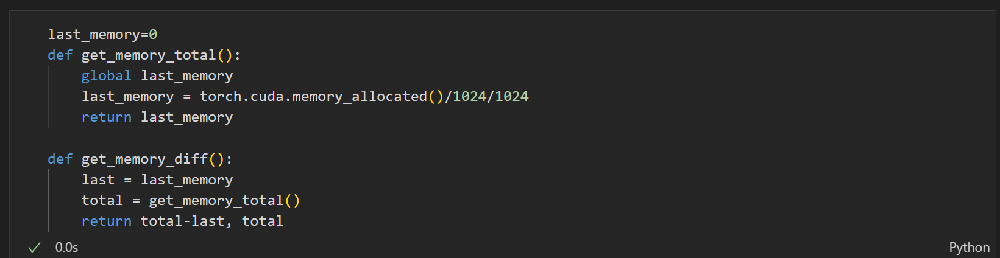 last_memory=0
def get_memory_total():
    global last_memory
    last_memory = torch.cuda.memory_allocated()/1024/1024
    return last_memory

def get_memory_diff():
    last = last_memory
    total = get_memory_total()
    return total-last, total
0.0s
Python